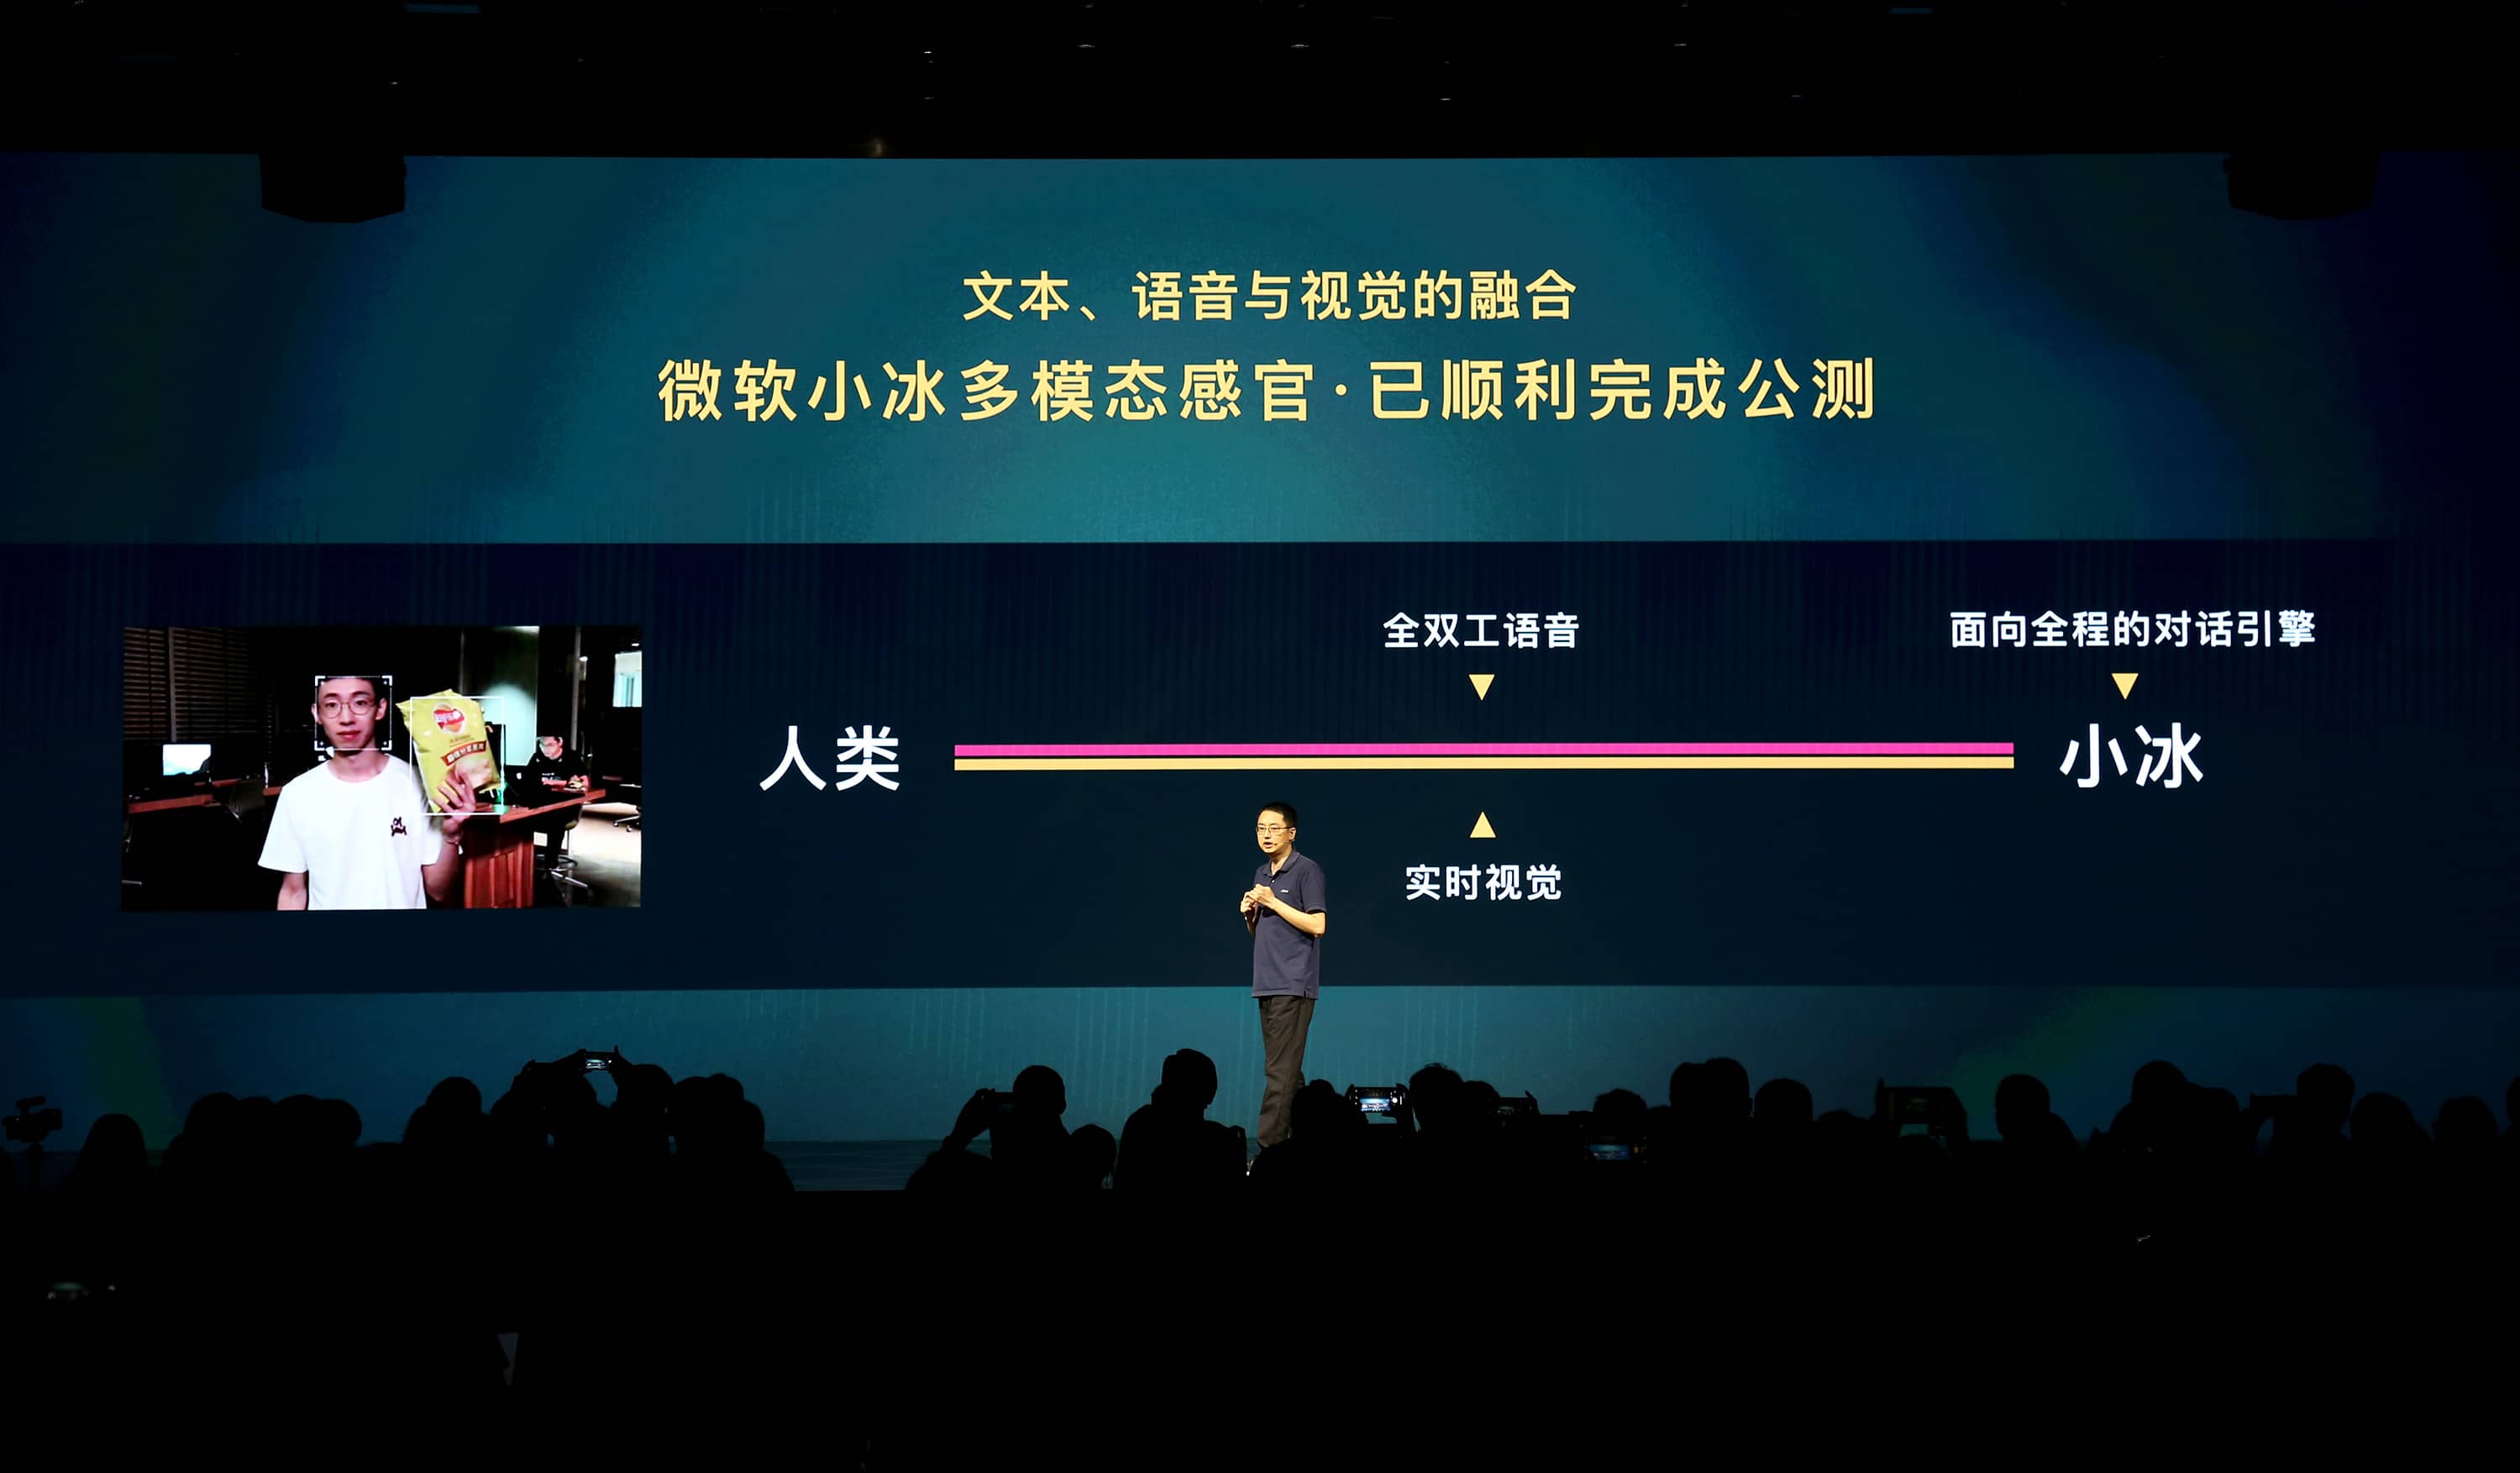 文本、语音与视觉的融合
微软小冰多模态感官·已顺利完成公测
全双工语音
面向全程的对话引擎
人类
小冰
实时视觉